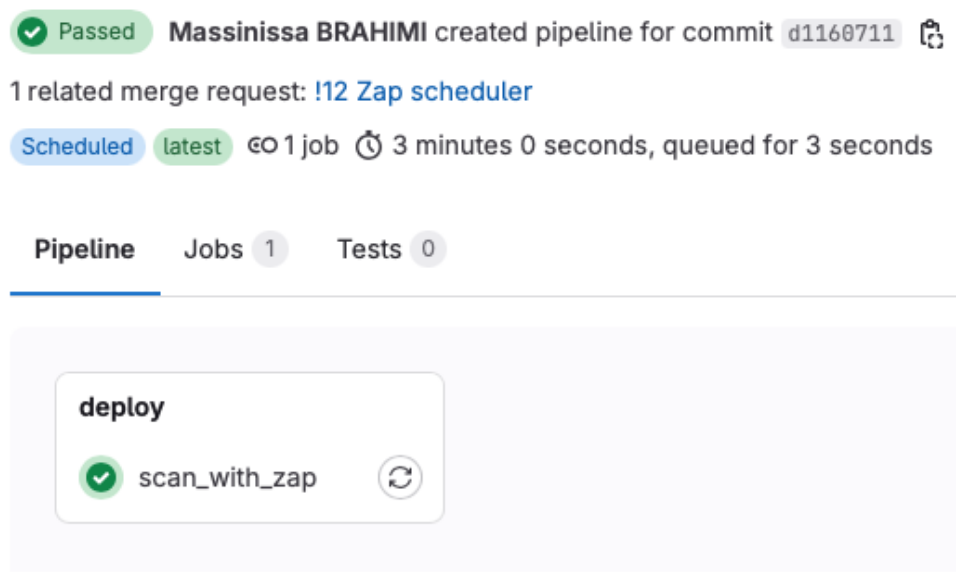 Passed Massinissa BRAHIMI created pipeline for commit d1160711
1 related merge request: !12 Zap scheduler
Scheduled latest 1 job 3 minutes 0 seconds, queued for 3 seconds
Pipeline Jobs 1 Tests 0
deploy
scan_with_zap